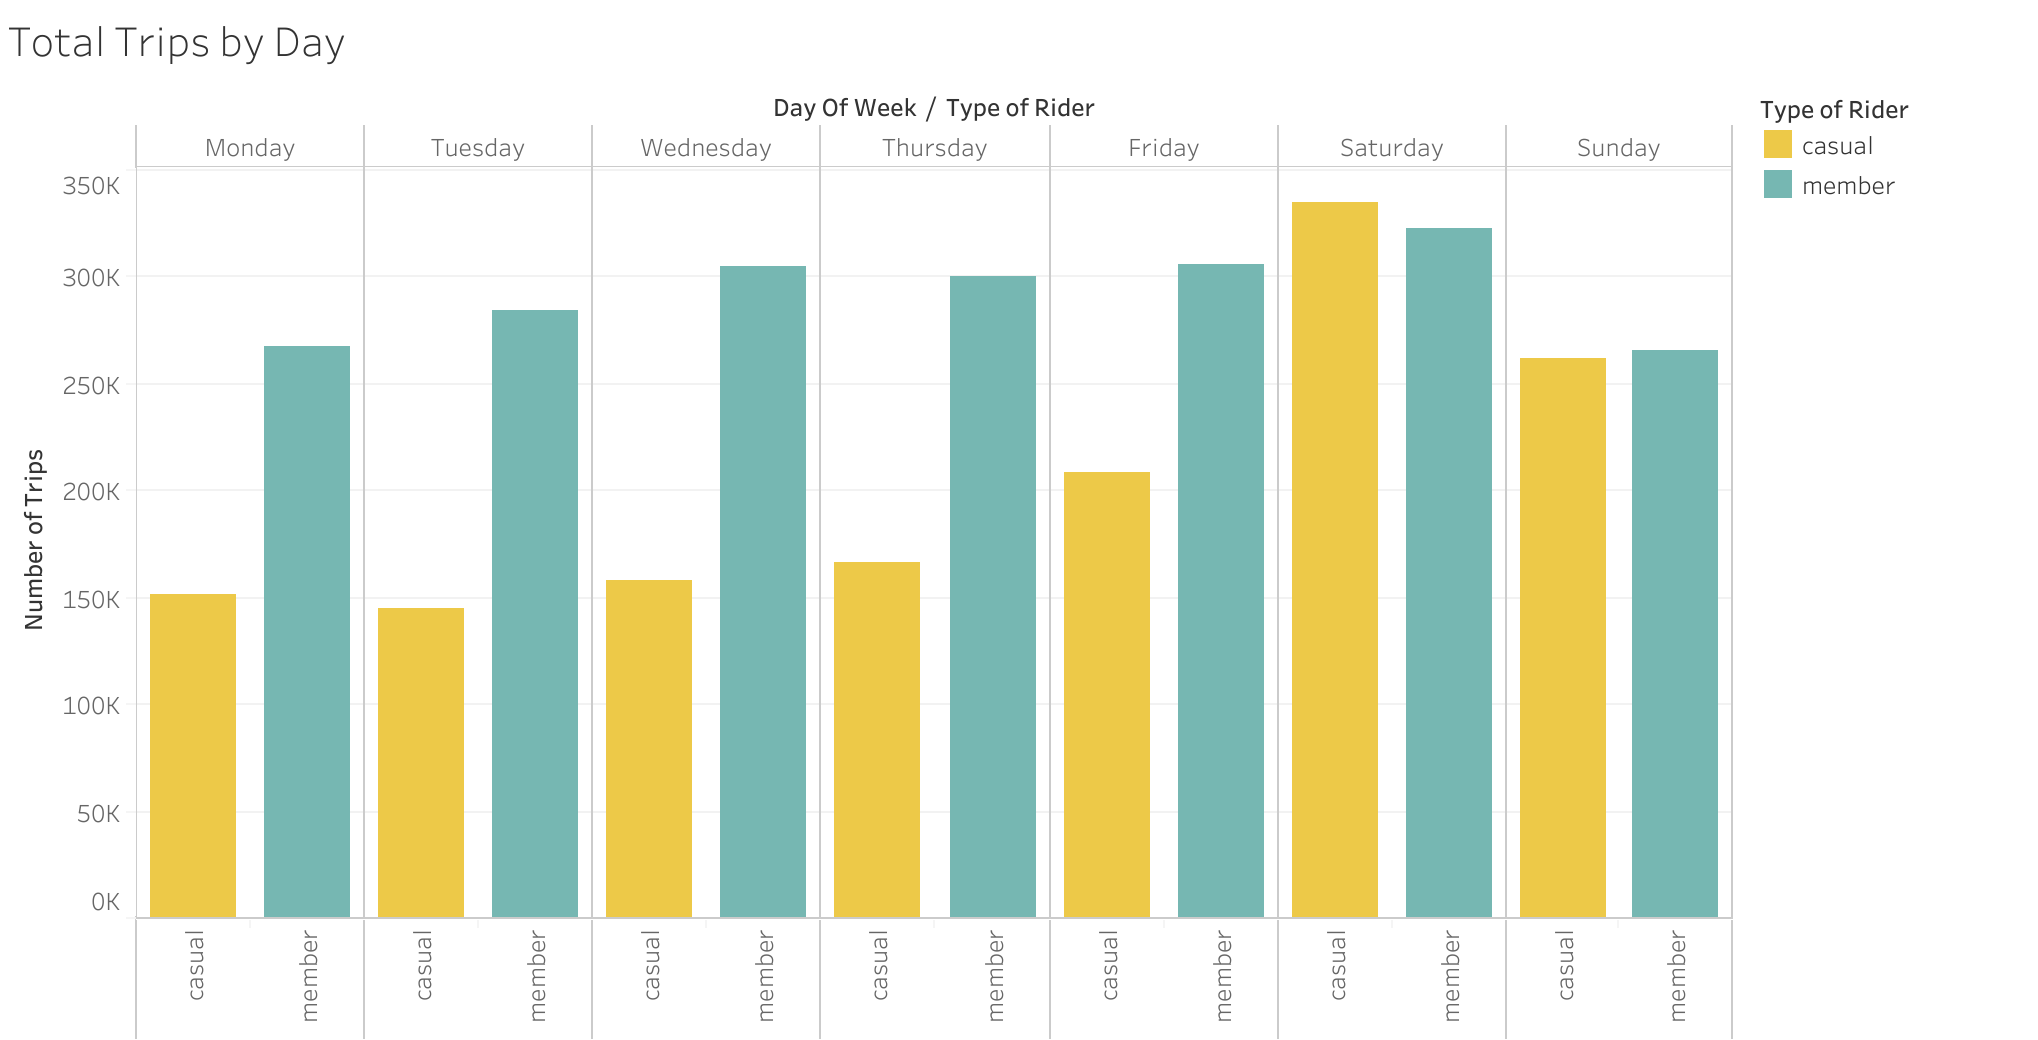 Total Trips by Day
Day Of Week / Type of Rider
Monday Tuesday Wednesday Thursday Friday Saturday Sunday
350K
300K
250K
200K
150K
100K
50K
0K
Number of Trips
casual member casual member casual member casual member casual member casual member casual member
Type of Rider
casual
member